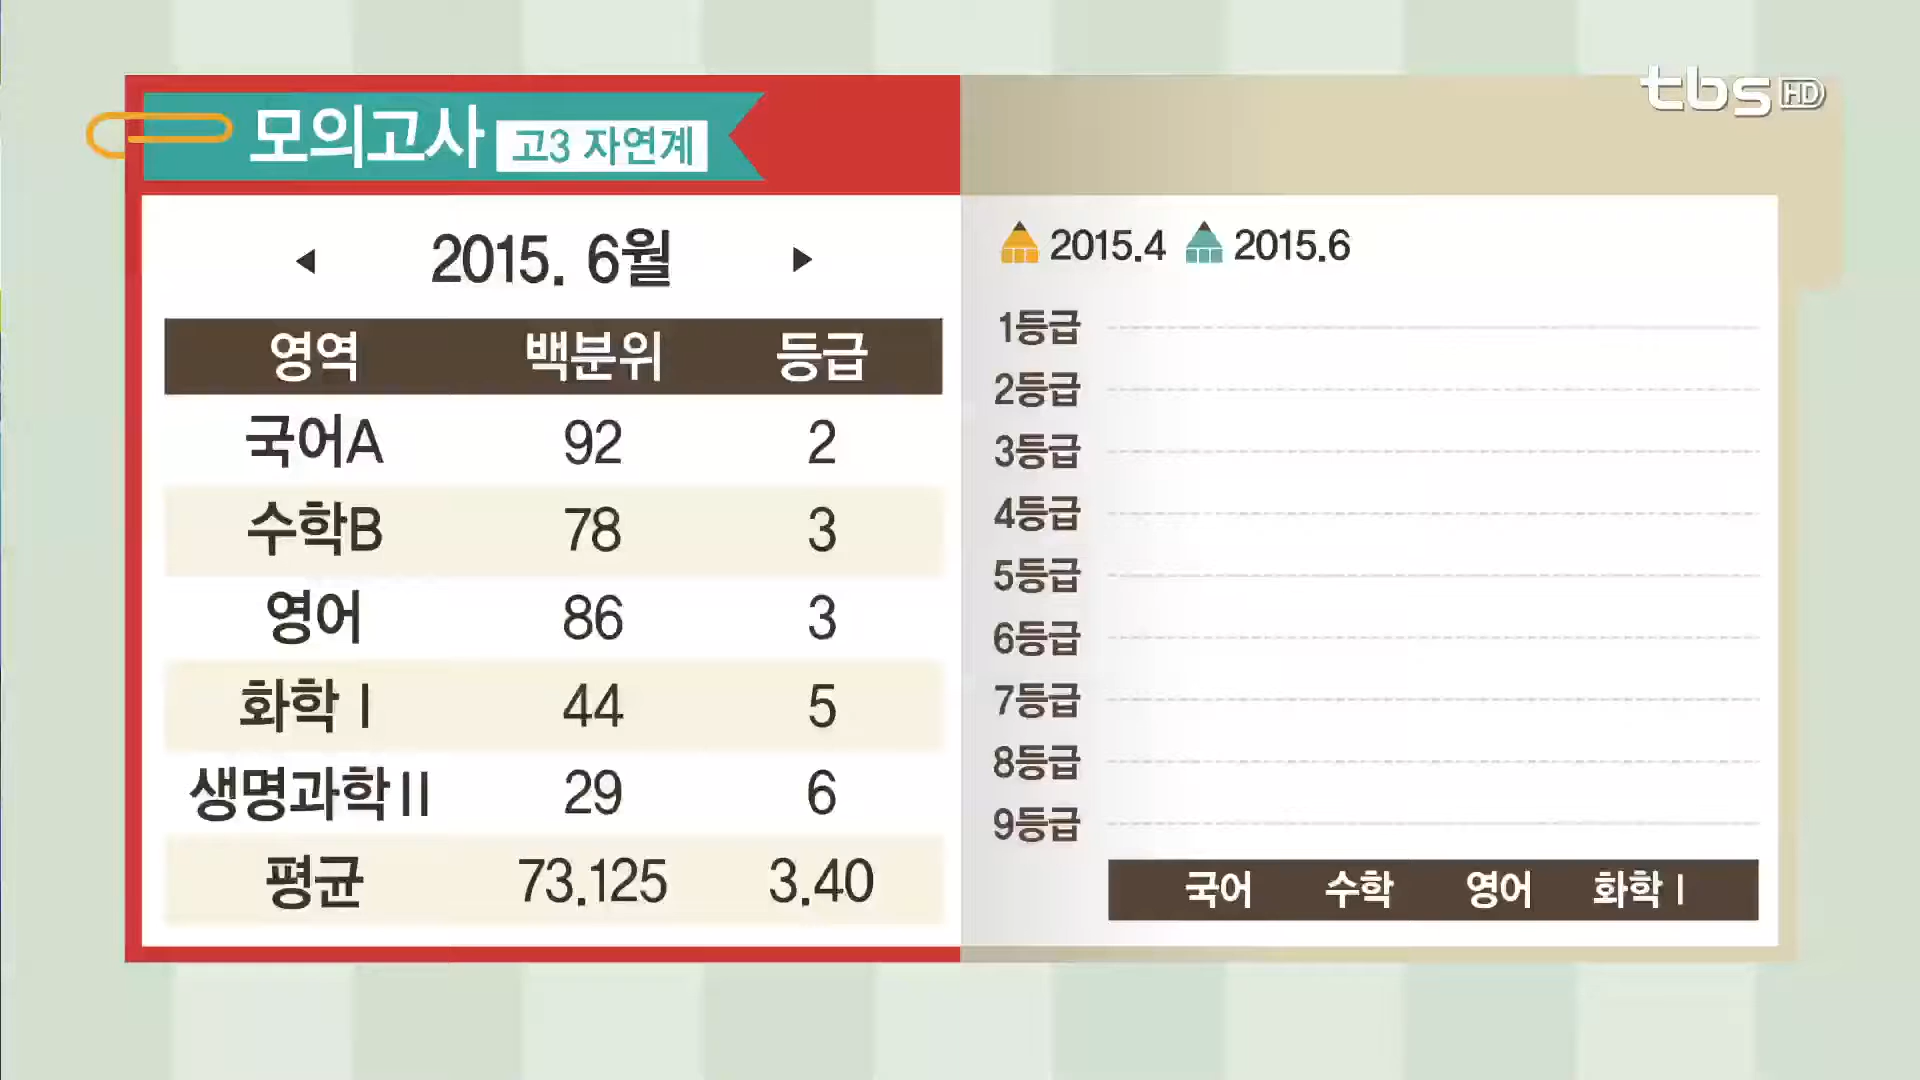 tbs HD
모의고사 고3 자연계
◀ 2015. 6월 ▶
영역 백분위 등급
국어A 92 2
수학B 78 3
영어 86 3
화학Ⅰ 44 5
생명과학Ⅱ 29 6
평균 73.125 3.40
2015.4 2015.6
1등급
2등급
3등급
4등급
5등급
6등급
7등급
8등급
9등급
국어 수학 영어 화학Ⅰ